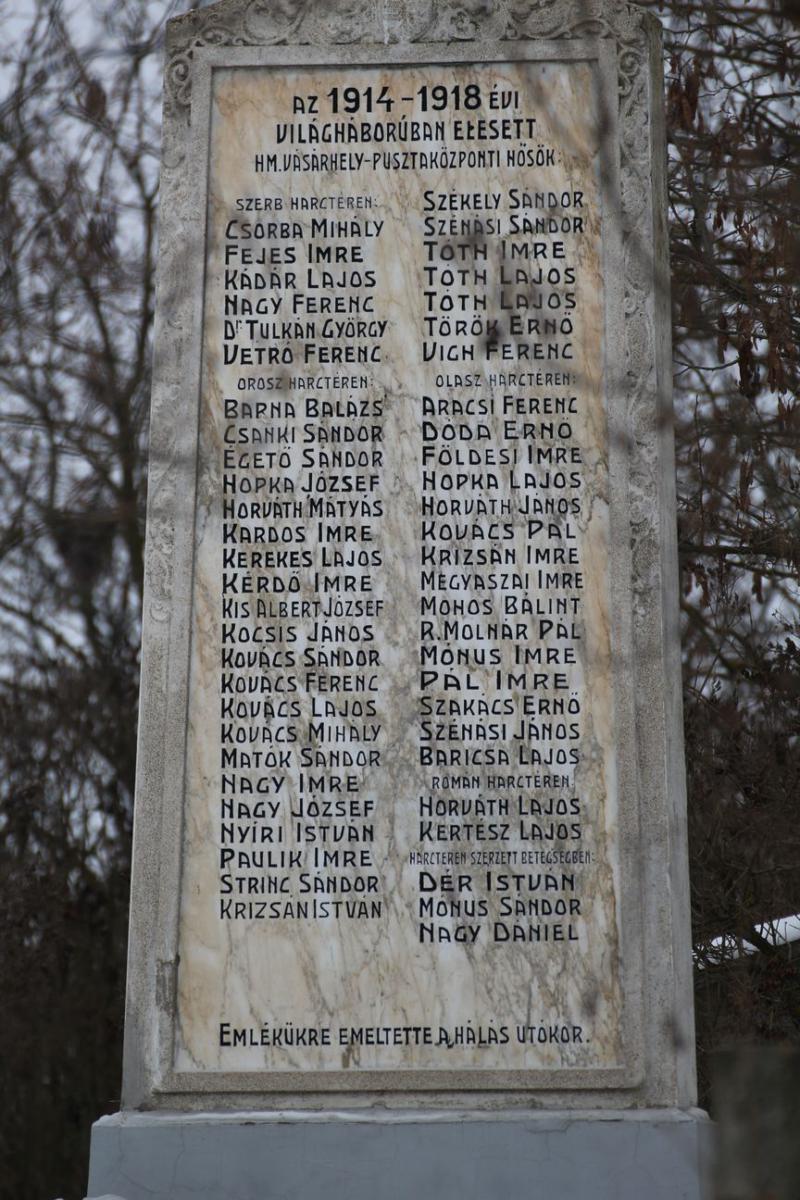 AZ 1914-1918 ÉVI
VILÁGHÁBORÚBAN ELESETT
HM.VÁSÁRHELY-PUSZTAKÖZPONTI HŐSÖK:
SZERB HARCTÉREN:
CSORBA MIHÁLY
FEJES IMRE
KÁDÁR LAJOS
NAGY FERENC
Dr TULKÁN GYÖRGY
VETRÓ FERENC
OROSZ HARCTÉREN:
BARNA BALÁZS
CSANKI SÁNDOR
ÉGETŐ SÁNDOR
HOPKA JÓZSEF
HORVÁTH MÁTYÁS
KARDOS IMRE
KEREKES LAJOS
KÉRDŐ IMRE
KIS ALBERT JÓZSEF
KOCSIS JÁNOS
KOVÁCS SÁNDOR
KOVÁCS FERENC
KOVÁCS LAJOS
KOVÁCS MIHÁLY
MATÓK SÁNDOR
NAGY IMRE
NAGY JÓZSEF
NYÍRI ISTVÁN
PAULIK IMRE
STRINC SÁNDOR
KRIZSÁN ISTVÁN
SZÉKELY SÁNDOR
SZÉNÁSI SÁNDOR
TÓTH IMRE
TÓTH LAJOS
TÓTH LAJOS
TÖRÖK ERNŐ
VIGH FERENC
OLASZ HARCTÉREN:
ARACSI FERENC
DÓDA ERNŐ
FÖLDESI IMRE
HOPKA LAJOS
HORVÁTH JÁNOS
KOVÁCS PÁL
KRIZSÁN IMRE
MEGYASZAI IMRE
MOHOS BÁLINT
R.MOLNÁR PÁL
MÓNUS IMRE
PÁL IMRE
SZAKÁCS ERNŐ
SZÉNÁSI JÁNOS
BARICSA LAJOS
ROMÁN HARCTÉREN:
HORVÁTH LAJOS
KERTÉSZ LAJOS
HARCTÉREN SZERZETT BETEGSÉGBEN:
DÉR ISTVÁN
MÓNUS SÁNDOR
NAGY DÁNIEL
EMLÉKÜKRE EMELTETTE A HÁLÁS UTÓKOR.